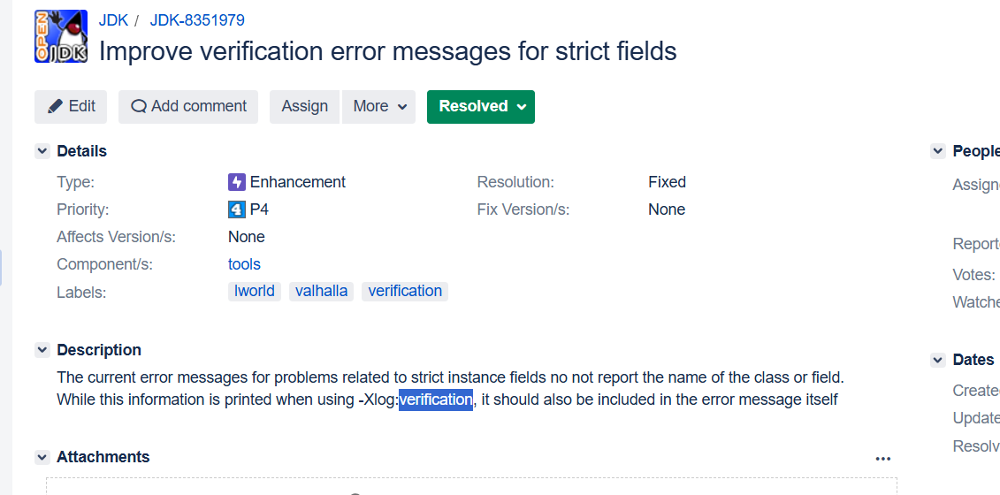 OPEN
JDK
JDK / JDK-8351979
Improve verification error messages for strict fields
Edit Add comment Assign More Resolved
Details People
Type: Enhancement Resolution: Fixed Assign
Priority: 4 P4 Fix Version/s: None
Affects Version/s: None
Component/s: tools Report
Labels: lworld valhalla verification Votes:
Watche
Description
The current error messages for problems related to strict instance fields no not report the name of the class or field. Dates
While this information is printed when using -Xlog:verification, it should also be included in the error message itself Create
Update
Resolv
Attachments ...